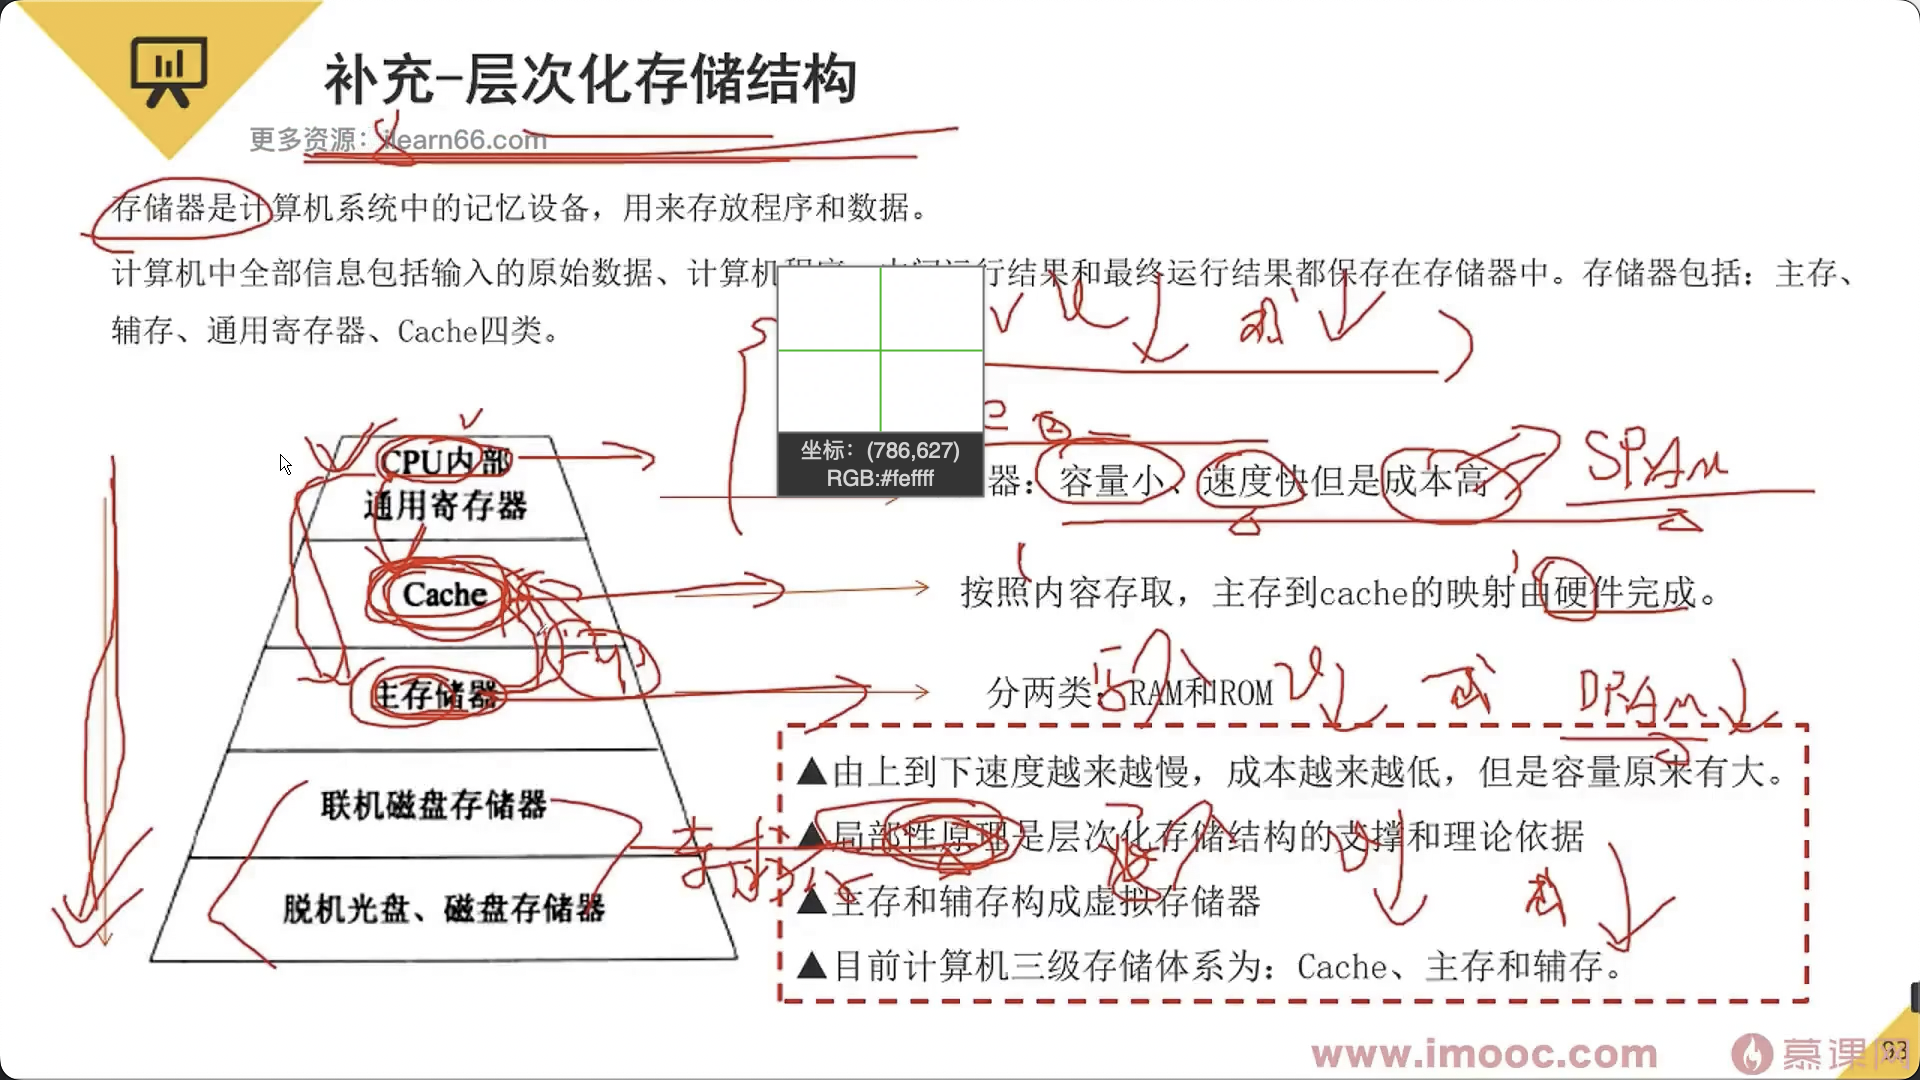 补充-层次化存储结构
更多资源：ilearn66.com
存储器是计算机系统中的记忆设备，用来存放程序和数据。
计算机中全部信息包括输入的原始数据、计算机
运行结果和最终运行结果都保存在存储器中。存储器包括：主存、
辅存、通用寄存器、Cache四类。
坐标：(786,627)
RGB:#feffff
CPU内部
通用寄存器
器：容量小、速度快但是成本高
Cache
按照内容存取，主存到cache的映射由硬件完成。
主存储器
分两类：RAM和ROM
DRAM
联机磁盘存储器
脱机光盘、磁盘存储器
▲由上到下速度越来越慢，成本越来越低，但是容量原来有大。
▲局部性原理是层次化存储结构的支撑和理论依据
▲主存和辅存构成虚拟存储器
▲目前计算机三级存储体系为：Cache、主存和辅存。
www.imooc.com
慕课网
93